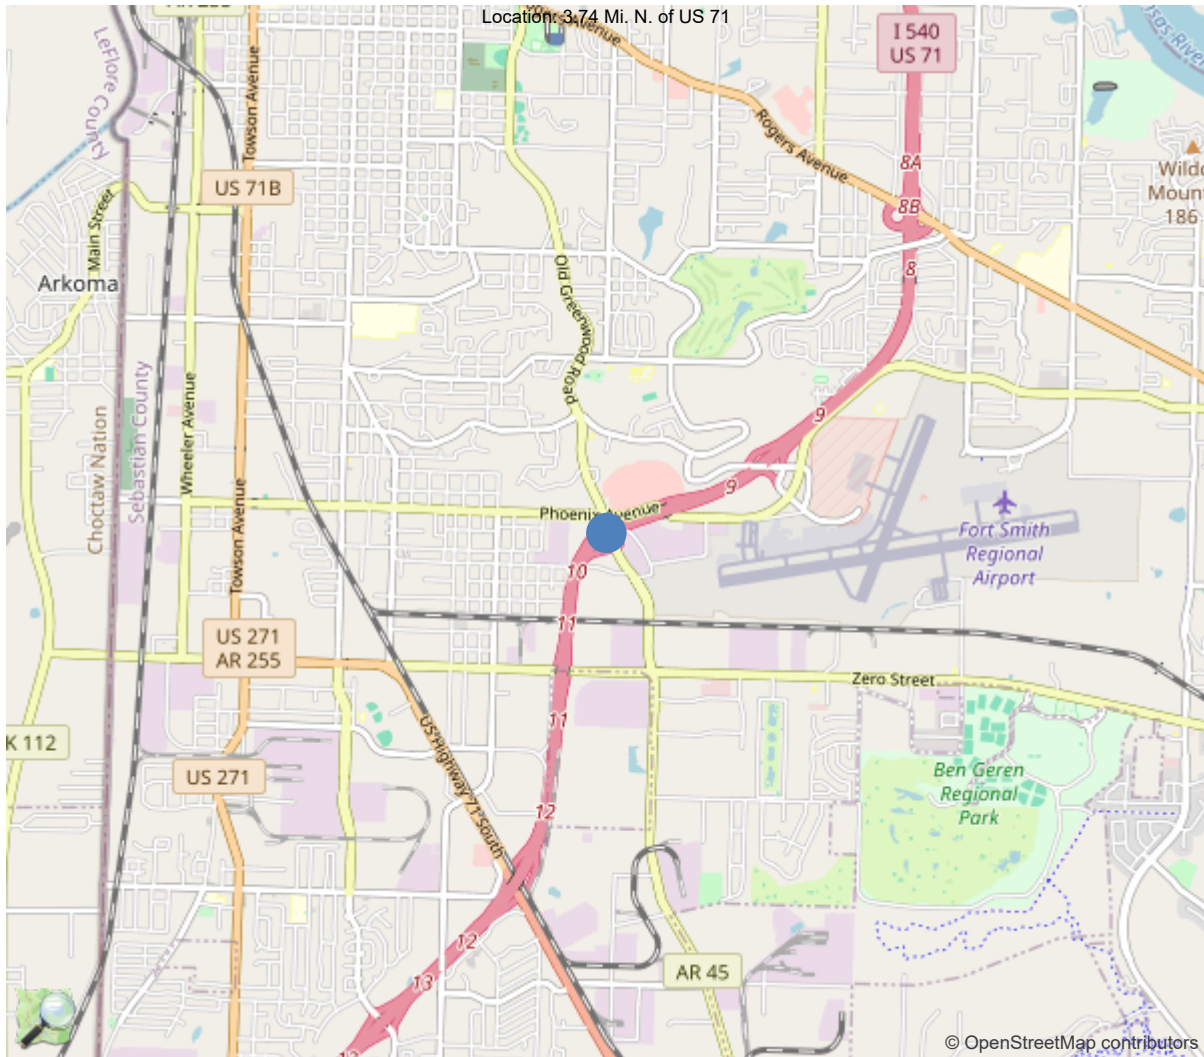 Location: 3.74 Mi. N. of US 71
Avenue
I 540
US 71
LeFlore County
Towson Avenue
Rogers Avenue
8A
8B
8
US 71B
Main Street
Arkoma
Old Greenwood Road
Wheeler Avenue
Choctaw Nation
Sebastian County
Towson Avenue
9
9
Phoenix Avenue
10
11
Fort Smith
Regional
Airport
US 271
AR 255
Zero Street
11
K 112
US 271
US Highway 71 South
12
Ben Geren
Regional
Park
12
13
AR 45
© OpenStreetMap contributors